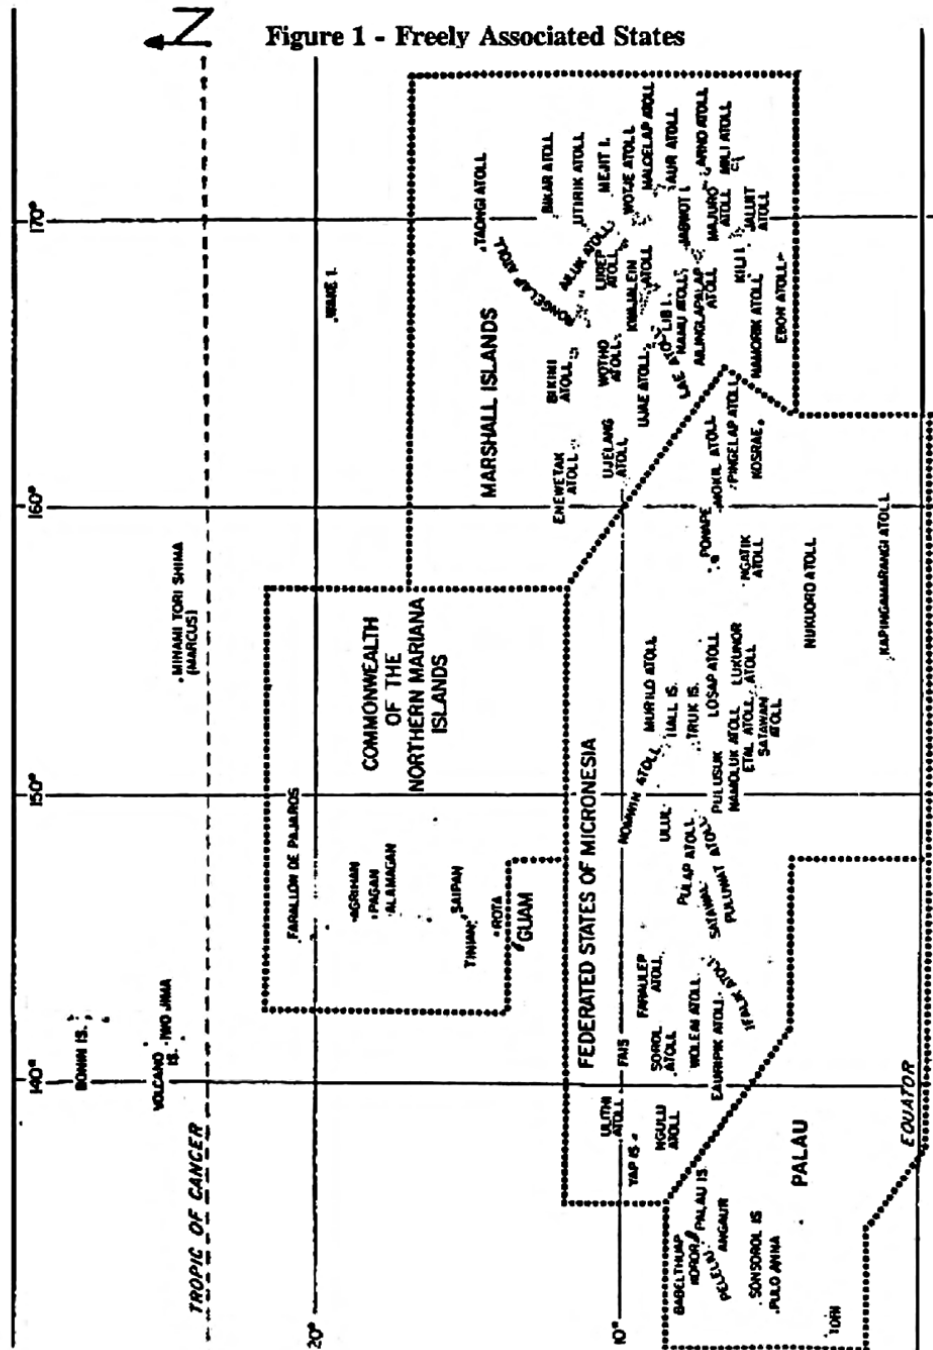 Figure 1 - Freely Associated States
N
170°
160°
150°
140°
20°
10°
TROPIC OF CANCER
EQUATOR
BONIN IS.
VOLCANO
IS.
IWO JIMA
MINAMI TORI SHIMA
(MARCUS)
WAKE I.
COMMONWEALTH
OF THE
NORTHERN MARIANA
ISLANDS
FARALLON DE PAJAROS
AGRIHAN
PAGAN
ALAMAGAN
SAIPAN
TINIAN
ROTA
GUAM
MARSHALL ISLANDS
TAONGI ATOLL
BIKAR ATOLL
UTIRIK ATOLL
MEJIT I.
WOTJE ATOLL
MALOELAP ATOLL
AUR ATOLL
ARNO ATOLL
MILI ATOLL
RONGELAP ATOLL
AILUK ATOLL
LIKIEP
ATOLL
KWAJALEIN
ATOLL
JABWOT I
MAJURO
ATOLL
JALUIT
ATOLL
BIKINI
ATOLL
WOTHO
ATOLL
UJAE ATOLL
LAE ATOLL
LIB I.
NAMU ATOLL
AILINGLAPALAP
ATOLL
KILI I
NAMORIK ATOLL
EBON ATOLL
ENEWETAK
ATOLL
UJELANG
ATOLL
FEDERATED STATES OF MICRONESIA
PONAPE
MOKIL ATOLL
PINGELAP ATOLL
KOSRAE
NGATIK
ATOLL
NUKUORO ATOLL
KAPINGAMARANGI ATOLL
MURILO ATOLL
HALL IS.
TRUK IS.
LOSAP ATOLL
LUKUNOR
ATOLL
NOMWIN ATOLL
NAMOLUK ATOLL
ETAL ATOLL
SATAWAN
ATOLL
PULUSUK
ULUL
PULAP ATOLL
SATAWAL
PULUWAT ATOLL
FAIS
FARAULEP
ATOLL
SOROL
ATOLL
WOLEAI ATOLL
EAURIPIK ATOLL
IFALIK ATOLL
ULITHI
ATOLL
YAP IS
NGULU
ATOLL
PALAU
BABELTHUAP
KOROR
PALAU IS.
PELELIU
ANGAUR
SONSOROL IS
PULO ANNA
TOBI